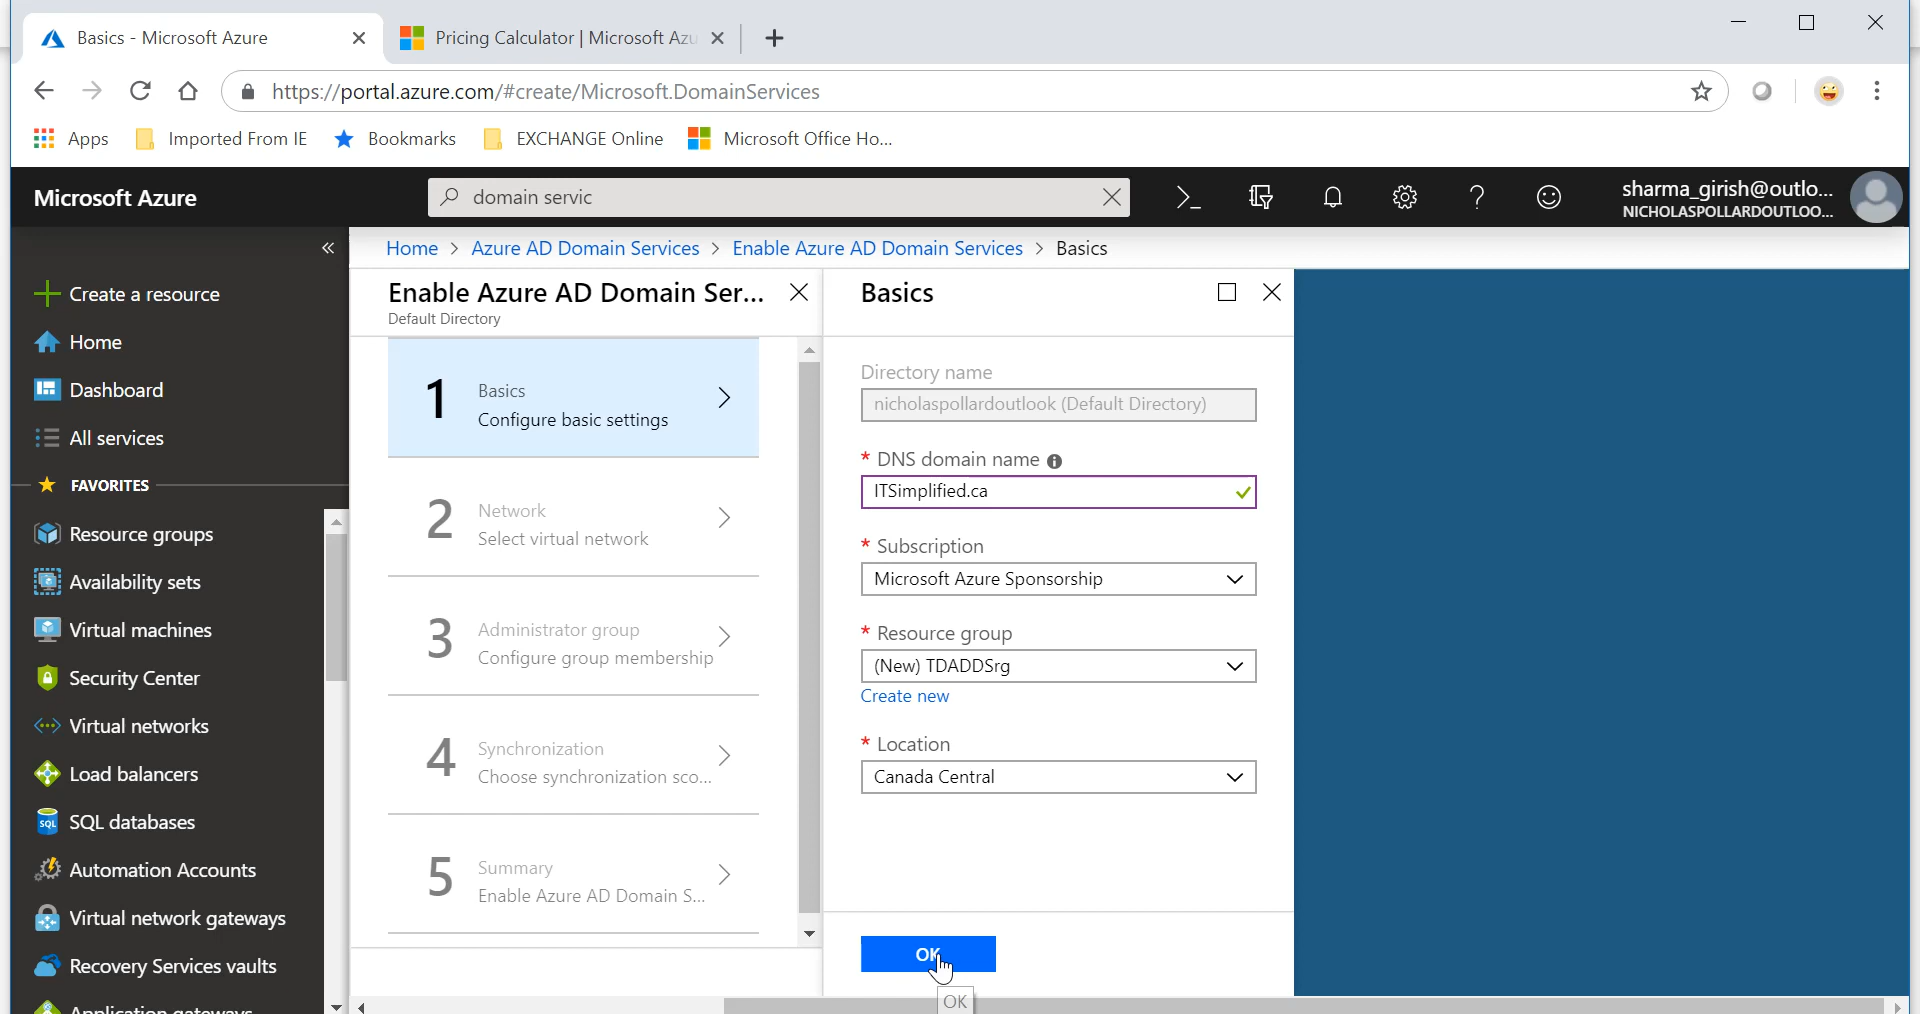 Basics - Microsoft Azure
Pricing Calculator | Microsoft Azu
https://portal.azure.com/#create/Microsoft.DomainServices
Apps
Imported From IE
Bookmarks
EXCHANGE Online
Microsoft Office Ho...
Microsoft Azure
domain servic
sharma_girish@outlo...
NICHOLASPOLLARDOUTLOO...
Home > Azure AD Domain Services > Enable Azure AD Domain Services > Basics
Create a resource
Home
Dashboard
All services
FAVORITES
Resource groups
Availability sets
Virtual machines
Security Center
Virtual networks
Load balancers
SQL databases
Automation Accounts
Virtual network gateways
Recovery Services vaults
Application gateways
Enable Azure AD Domain Ser...
Default Directory
1
Basics
Configure basic settings
2
Network
Select virtual network
3
Administrator group
Configure group membership
4
Synchronization
Choose synchronization sco...
5
Summary
Enable Azure AD Domain S...
Basics
Directory name
nicholaspollardoutlook (Default Directory)
* DNS domain name
ITSimplified.ca
* Subscription
Microsoft Azure Sponsorship
* Resource group
(New) TDADDSrg
Create new
* Location
Canada Central
OK
OK